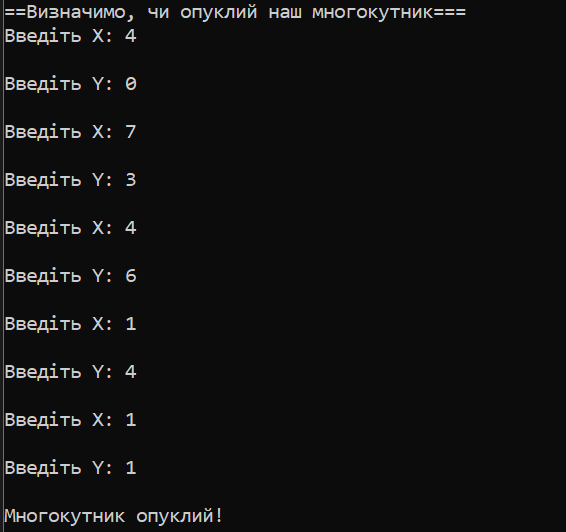 ==Визначимо, чи опуклий наш многокутник===
Введіть X: 4
Введіть Y: 0
Введіть X: 7
Введіть Y: 3
Введіть X: 4
Введіть Y: 6
Введіть X: 1
Введіть Y: 4
Введіть X: 1
Введіть Y: 1
Многокутник опуклий!